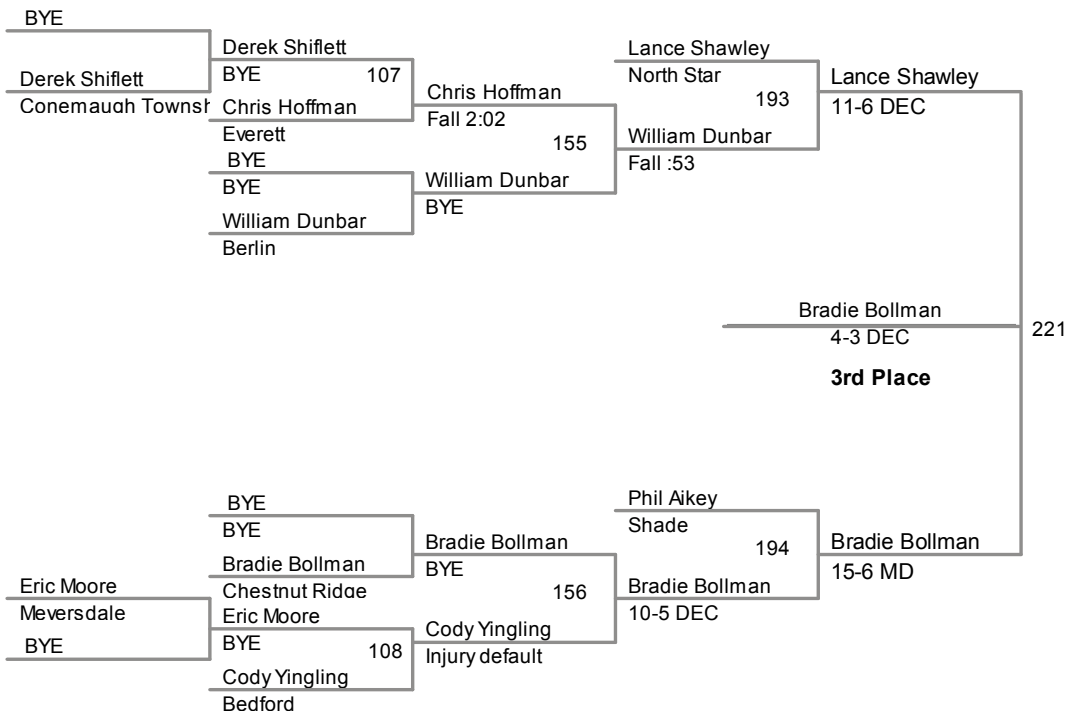 BYE
Derek Shiflett
Conemaugh Townsh
Derek Shiflett
BYE
107
Chris Hoffman
Everett
BYE
BYE
William Dunbar
Berlin
Chris Hoffman
Fall 2:02
155
William Dunbar
BYE
Lance Shawley
North Star
193
William Dunbar
Fall :53
Lance Shawley
11-6 DEC
Bradie Bollman
4-3 DEC
3rd Place
221
BYE
BYE
Bradie Bollman
Chestnut Ridge
Eric Moore
Meyersdale
BYE
Eric Moore
BYE
108
Cody Yingling
Bedford
Bradie Bollman
BYE
156
Cody Yingling
Injury default
Phil Aikey
Shade
194
Bradie Bollman
10-5 DEC
Bradie Bollman
15-6 MD